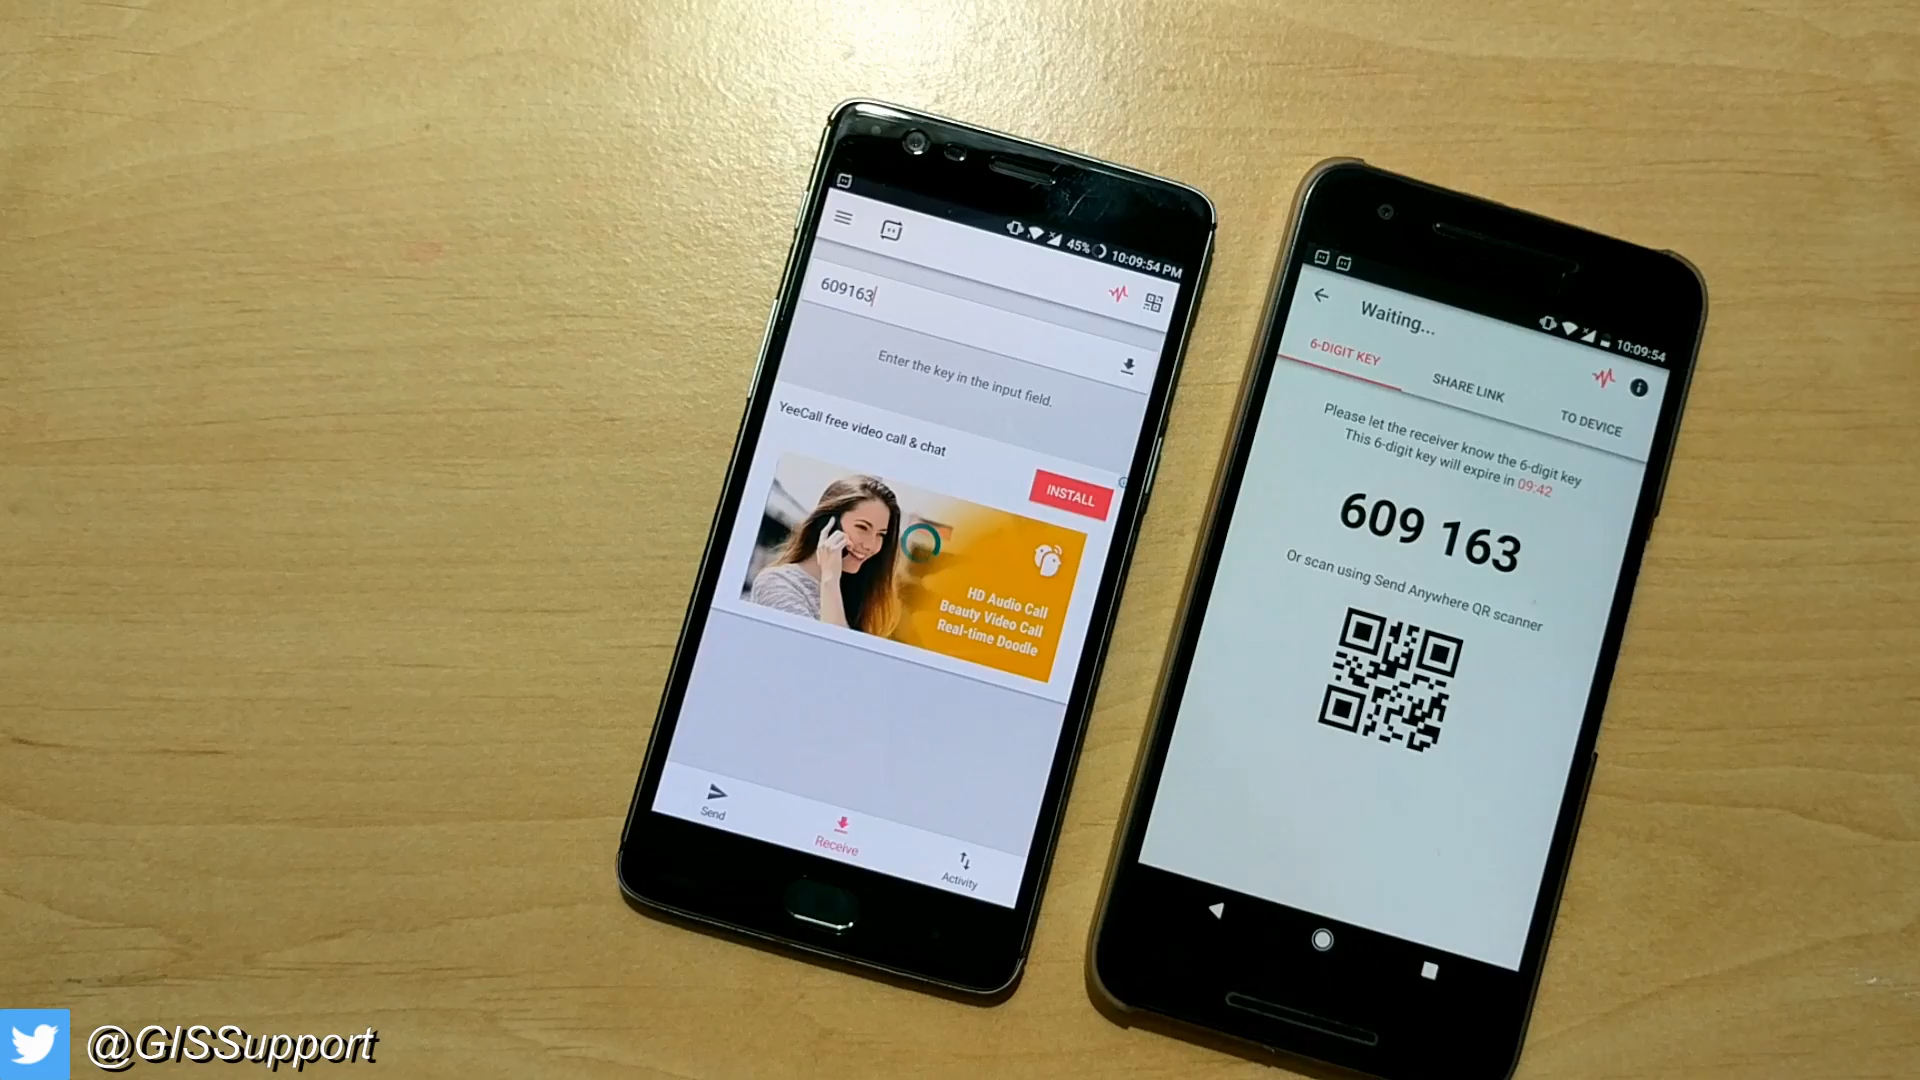 45% 10:09:54 PM
609163
Enter the key in the input field.
YeeCall free video call & chat
INSTALL
HD Audio Call
Beauty Video Call
Real-time Doodle
Send
Receive
Activity
10:09:54
Waiting...
6-DIGIT KEY
SHARE LINK
TO DEVICE
Please let the receiver know the 6-digit key
This 6-digit key will expire in 09:42
609 163
Or scan using Send Anywhere QR scanner
@GISSupport